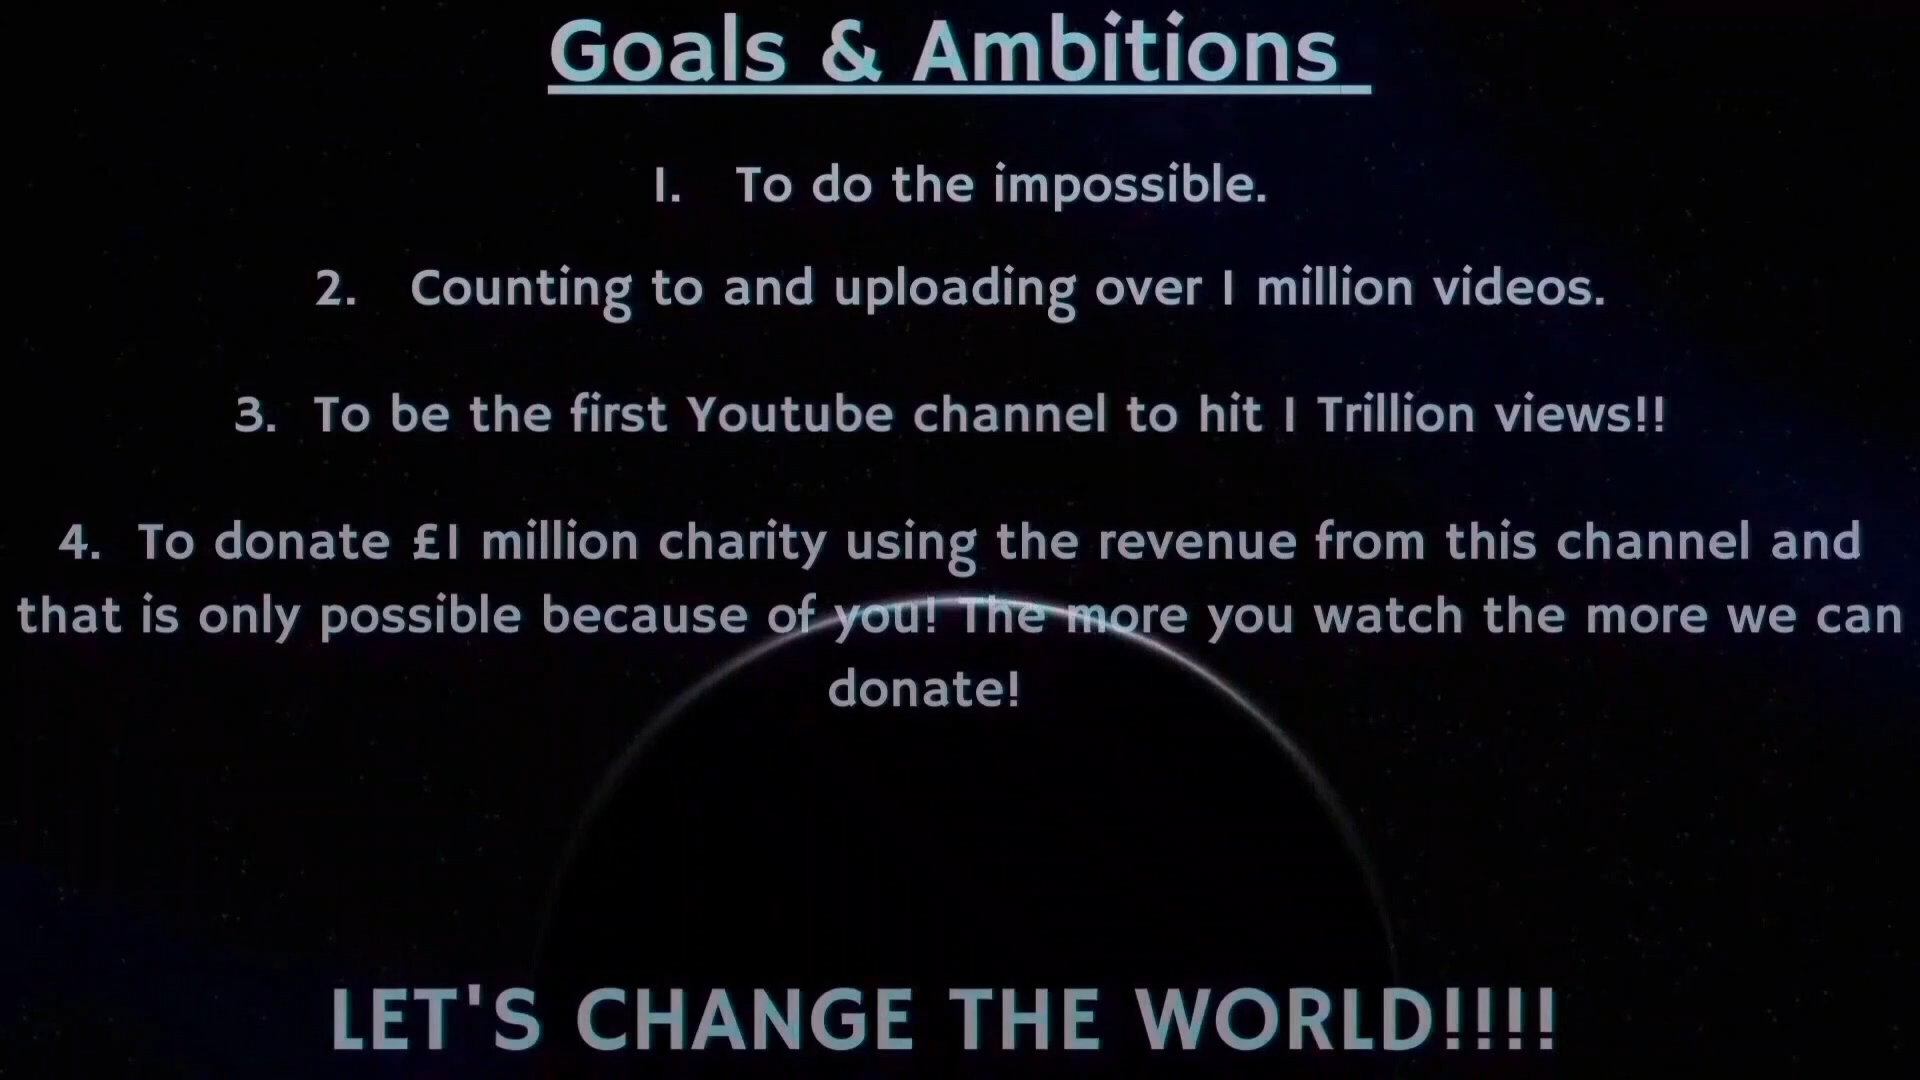 Goals & Ambitions
1. To do the impossible.
2. Counting to and uploading over 1 million videos.
3. To be the first Youtube channel to hit 1 Trillion views!!
4. To donate £1 million charity using the revenue from this channel and
that is only possible because of you! The more you watch the more we can
donate!
LET'S CHANGE THE WORLD!!!!